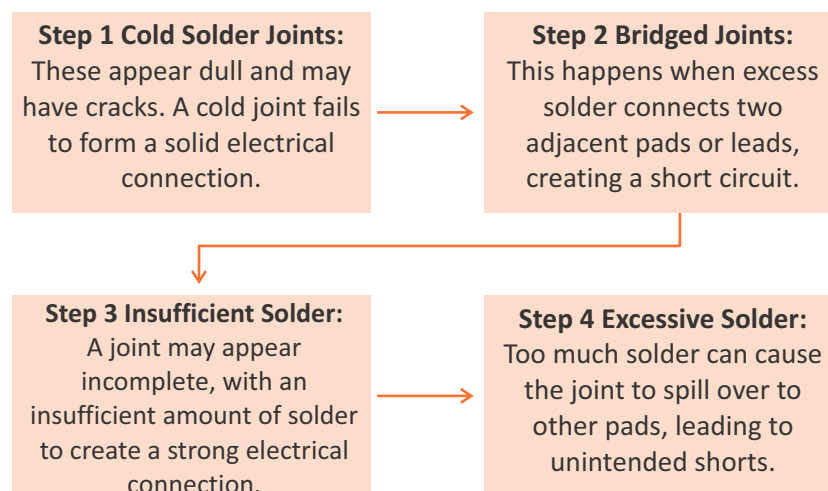 Step 1 Cold Solder Joints:
These appear dull and may
have cracks. A cold joint fails
to form a solid electrical
connection.
Step 2 Bridged Joints:
This happens when excess
solder connects two
adjacent pads or leads,
creating a short circuit.
Step 3 Insufficient Solder:
A joint may appear
incomplete, with an
insufficient amount of solder
to create a strong electrical
connection.
Step 4 Excessive Solder:
Too much solder can cause
the joint to spill over to
other pads, leading to
unintended shorts.